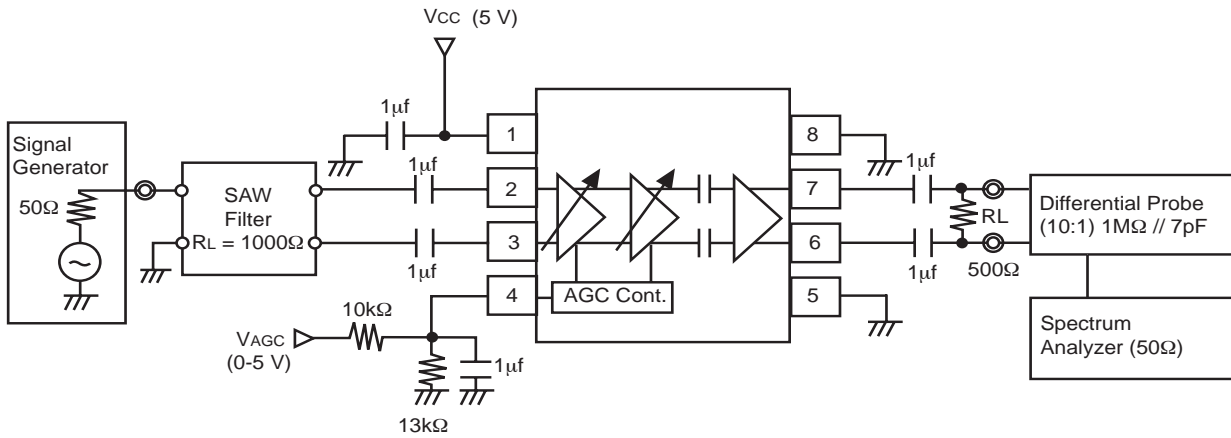 VCC (5 V)
1μf
1
8
Signal
Generator
50Ω
SAW
Filter
RL = 1000Ω
1μf
2
7
1μf
1μf
3
6
1μf
RL
500Ω
Differential Probe
(10:1) 1MΩ // 7pF
4
AGC Cont.
5
10kΩ
VAGC
(0-5 V)
1μf
13kΩ
Spectrum
Analyzer (50Ω)